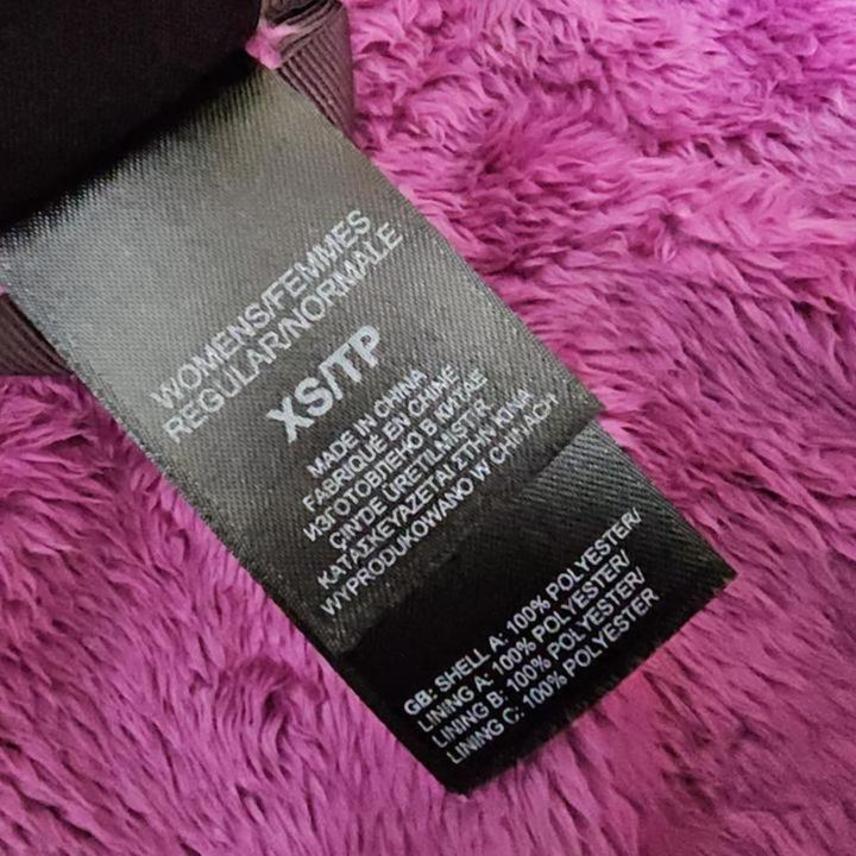 WOMENS/FEMMES
REGULAR/NORMALE
XS/TP
MADE IN CHINA
FABRIQUÉ EN CHINE
ИЗГОТОВЛЕНО В КИТАЕ
ÇIN'DE ÜRETILMISTIR
ΚΑΤΑΣΚΕΥΑΖΕΤΑΙ ΣΤΗΝ ΚΙΝΑ
WYPRODUKOWANO W CHINACH
GB: SHELL A: 100% POLYESTER/
LINING A: 100% POLYESTER/
LINING B: 100% POLYESTER/
LINING C: 100% POLYESTER